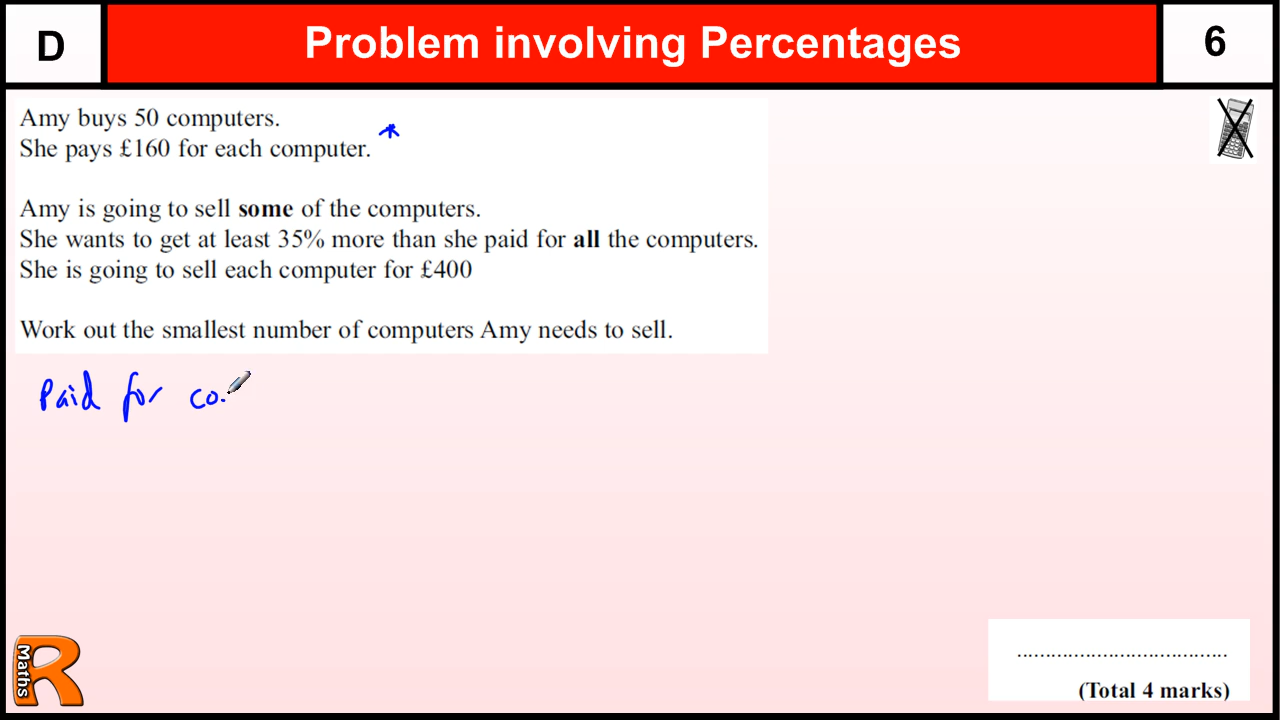 D
Problem involving Percentages
6
Amy buys 50 computers.
She pays £160 for each computer.
Amy is going to sell some of the computers.
She wants to get at least 35% more than she paid for all the computers.
She is going to sell each computer for £400
Work out the smallest number of computers Amy needs to sell.
Paid for co.
....................................
(Total 4 marks)
R
Maths